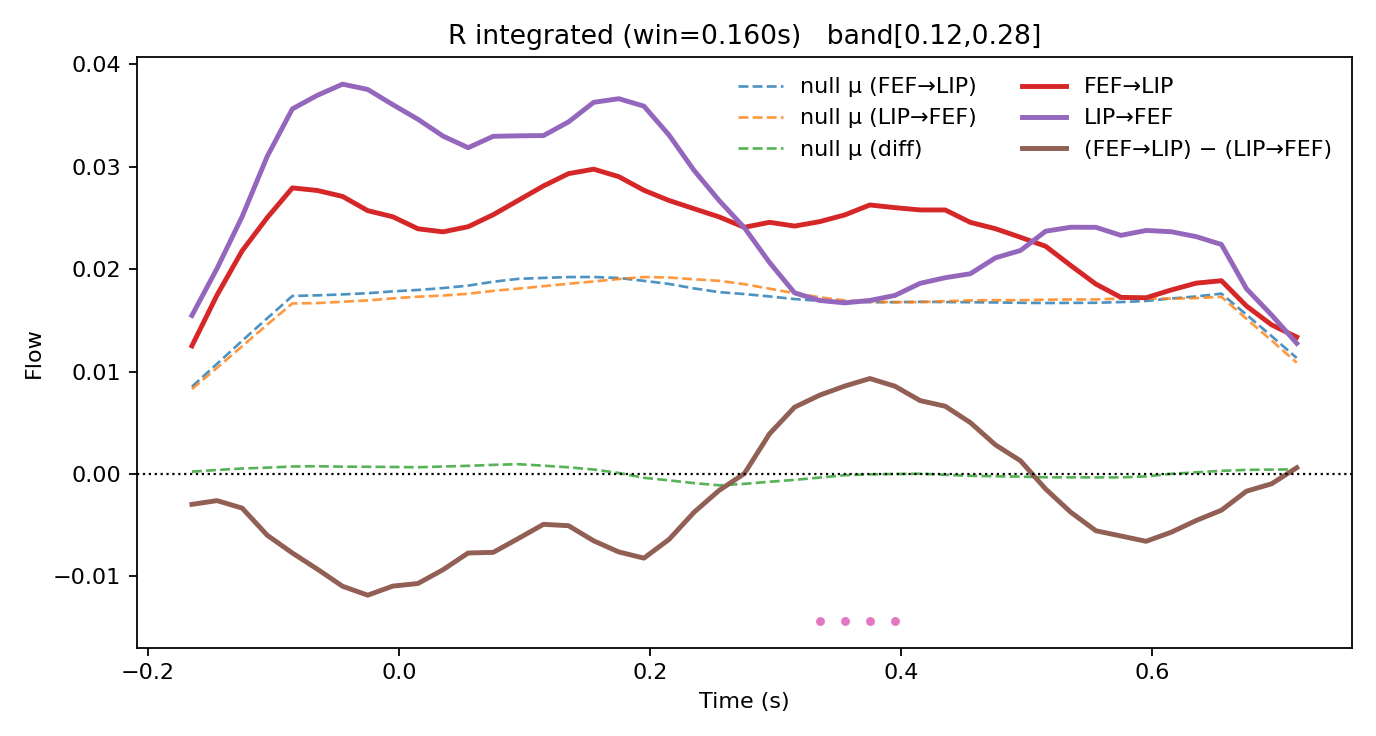 R integrated (win=0.160s)   band[0.12,0.28]
null μ (FEF→LIP)
null μ (LIP→FEF)
null μ (diff)
FEF→LIP
LIP→FEF
(FEF→LIP) − (LIP→FEF)
Flow
0.04
0.03
0.02
0.01
0.00
−0.01
−0.2
0.0
0.2
0.4
0.6
Time (s)